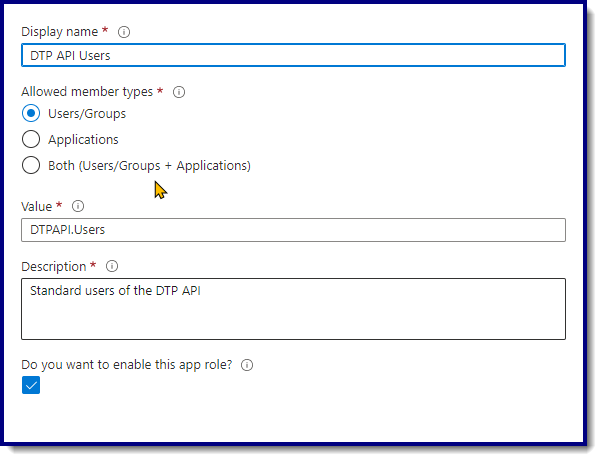 Display name *
DTP API Users
Allowed member types *
Users/Groups
Applications
Both (Users/Groups + Applications)
Value *
DTPAPI.Users
Description *
Standard users of the DTP API
Do you want to enable this app role?